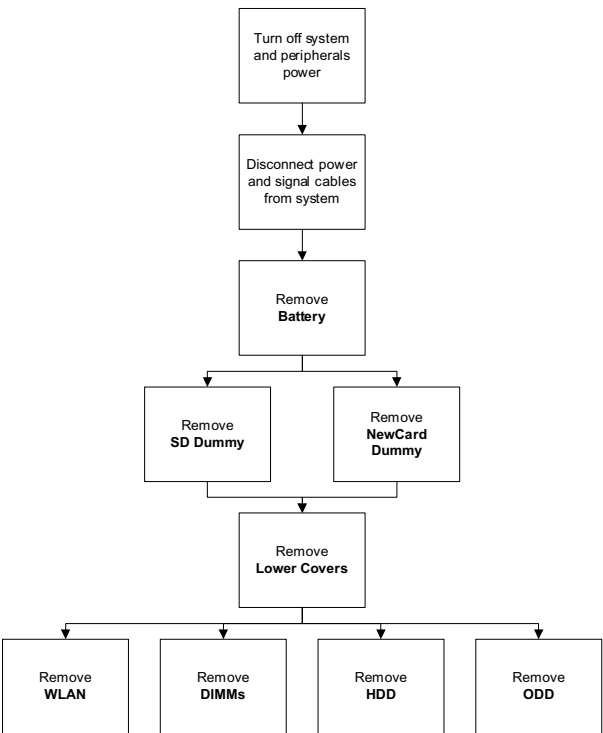 Turn off system
and peripherals
power
Disconnect power
and signal cables
from system
Remove
Battery
Remove
SD Dummy
Remove
NewCard
Dummy
Remove
Lower Covers
Remove
WLAN
Remove
DIMMs
Remove
HDD
Remove
ODD